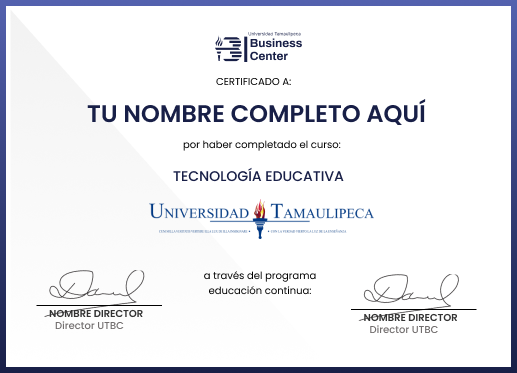 Universidad Tamaulipeca
Business
Center
CERTIFICADO A:
TU NOMBRE COMPLETO AQUÍ
por haber completado el curso:
TECNOLOGÍA EDUCATIVA
UNIVERSIDAD TAMAULIPECA
a través del programa
educación continua:
NOMBRE DIRECTOR
Director UTBC
NOMBRE DIRECTOR
Director UTBC